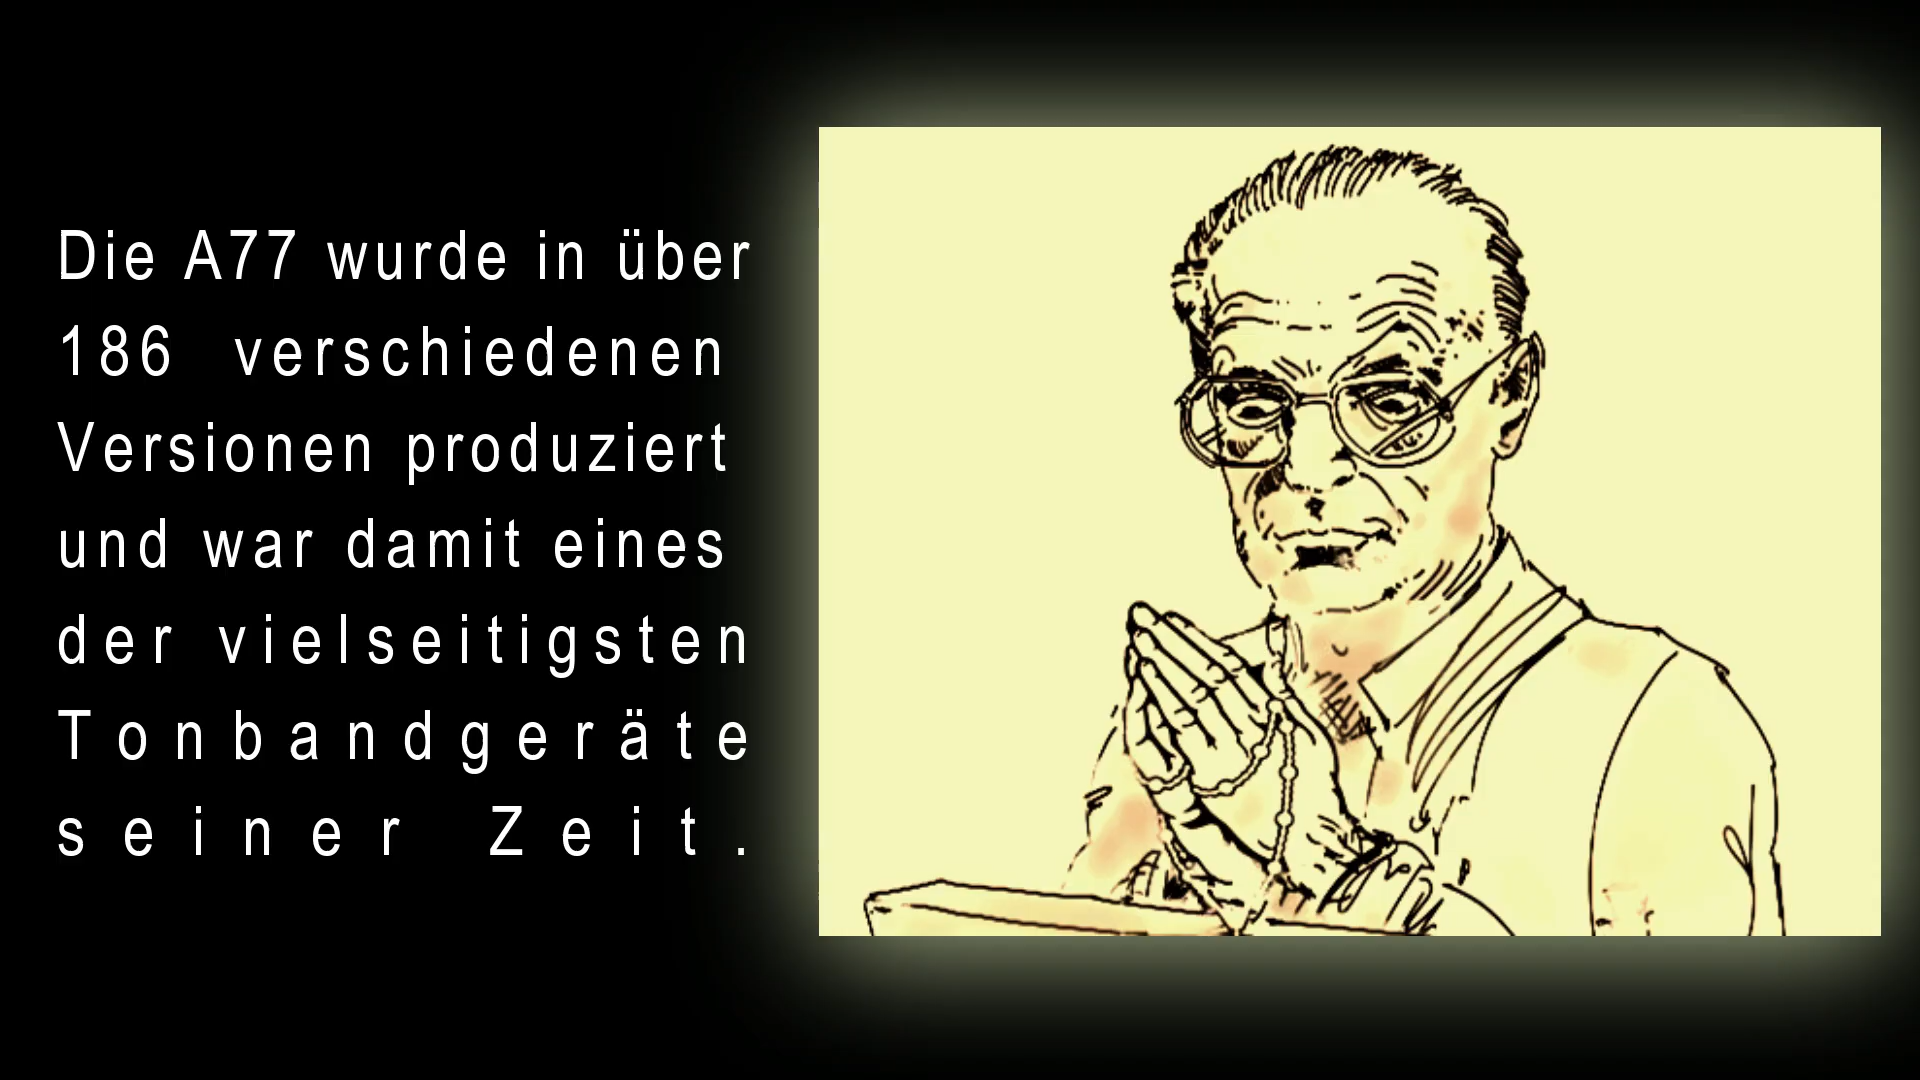 Die A77 wurde in über
186 verschiedenen
Versionen produziert
und war damit eines
der vielseitigsten
Tonbandgeräte
seiner Zeit.